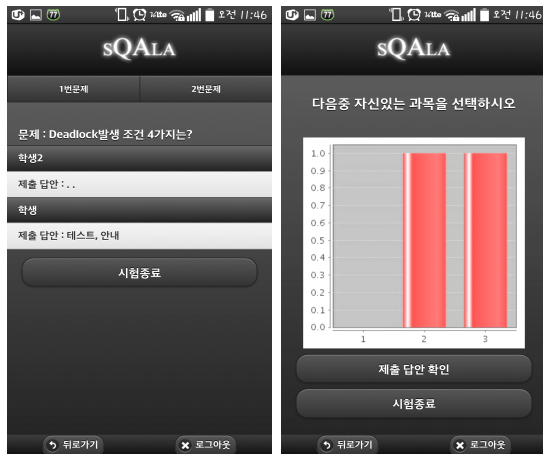 77
LTE
오전 11:46
SQALA
1번문제
2번문제
문제 : Deadlock발생 조건 4가지는?
학생2
제출 답안 : . .
학생
제출 답안 : 테스트, 안내
시험종료
뒤로가기
로그아웃
77
LTE
오전 11:46
SQALA
다음중 자신있는 과목을 선택하시오
1.0
0.9
0.8
0.7
0.6
0.5
0.4
0.3
0.2
0.1
0.0
1 2 3
제출 답안 확인
시험종료
뒤로가기
로그아웃